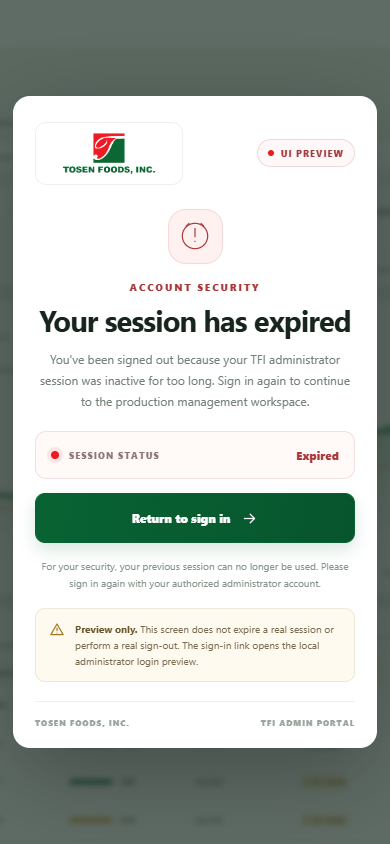 TOSEN FOODS, INC.
UI PREVIEW
ACCOUNT SECURITY
Your session has expired
You've been signed out because your TFI administrator
session was inactive for too long. Sign in again to continue
to the production management workspace.
SESSION STATUS
Expired
Return to sign in →
For your security, your previous session can no longer be used. Please
sign in again with your authorized administrator account.
Preview only. This screen does not expire a real session or
perform a real sign-out. The sign-in link opens the local
administrator login preview.
TOSEN FOODS, INC.
TFI ADMIN PORTAL